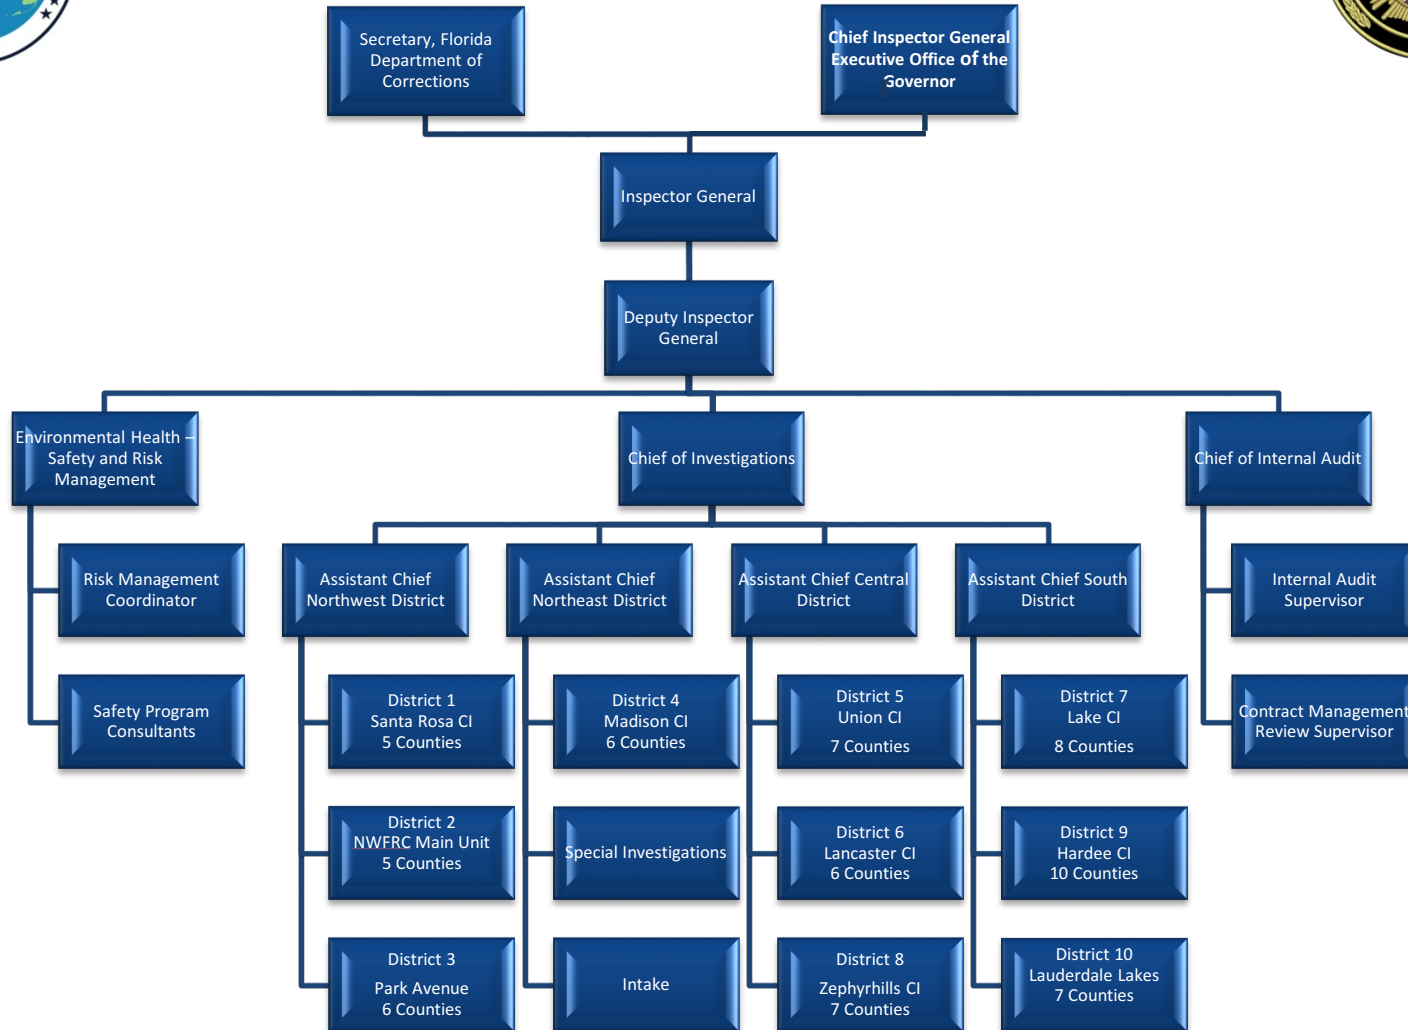 Secretary, Florida
Department of
Corrections
Chief Inspector General
Executive Office of the
Governor
Inspector General
Deputy Inspector
General
Environmental Health –
Safety and Risk
Management
Chief of Investigations
Chief of Internal Audit
Risk Management
Coordinator
Assistant Chief
Northwest District
Assistant Chief
Northeast District
Assistant Chief Central
District
Assistant Chief South
District
Internal Audit
Supervisor
Safety Program
Consultants
District 1
Santa Rosa CI
5 Counties
District 4
Madison CI
6 Counties
District 5
Union CI
7 Counties
District 7
Lake CI
8 Counties
Contract Management
Review Supervisor
District 2
NWFRC Main Unit
5 Counties
Special Investigations
District 6
Lancaster CI
6 Counties
District 9
Hardee CI
10 Counties
District 3
Park Avenue
6 Counties
Intake
District 8
Zephyrhills CI
7 Counties
District 10
Lauderdale Lakes
7 Counties